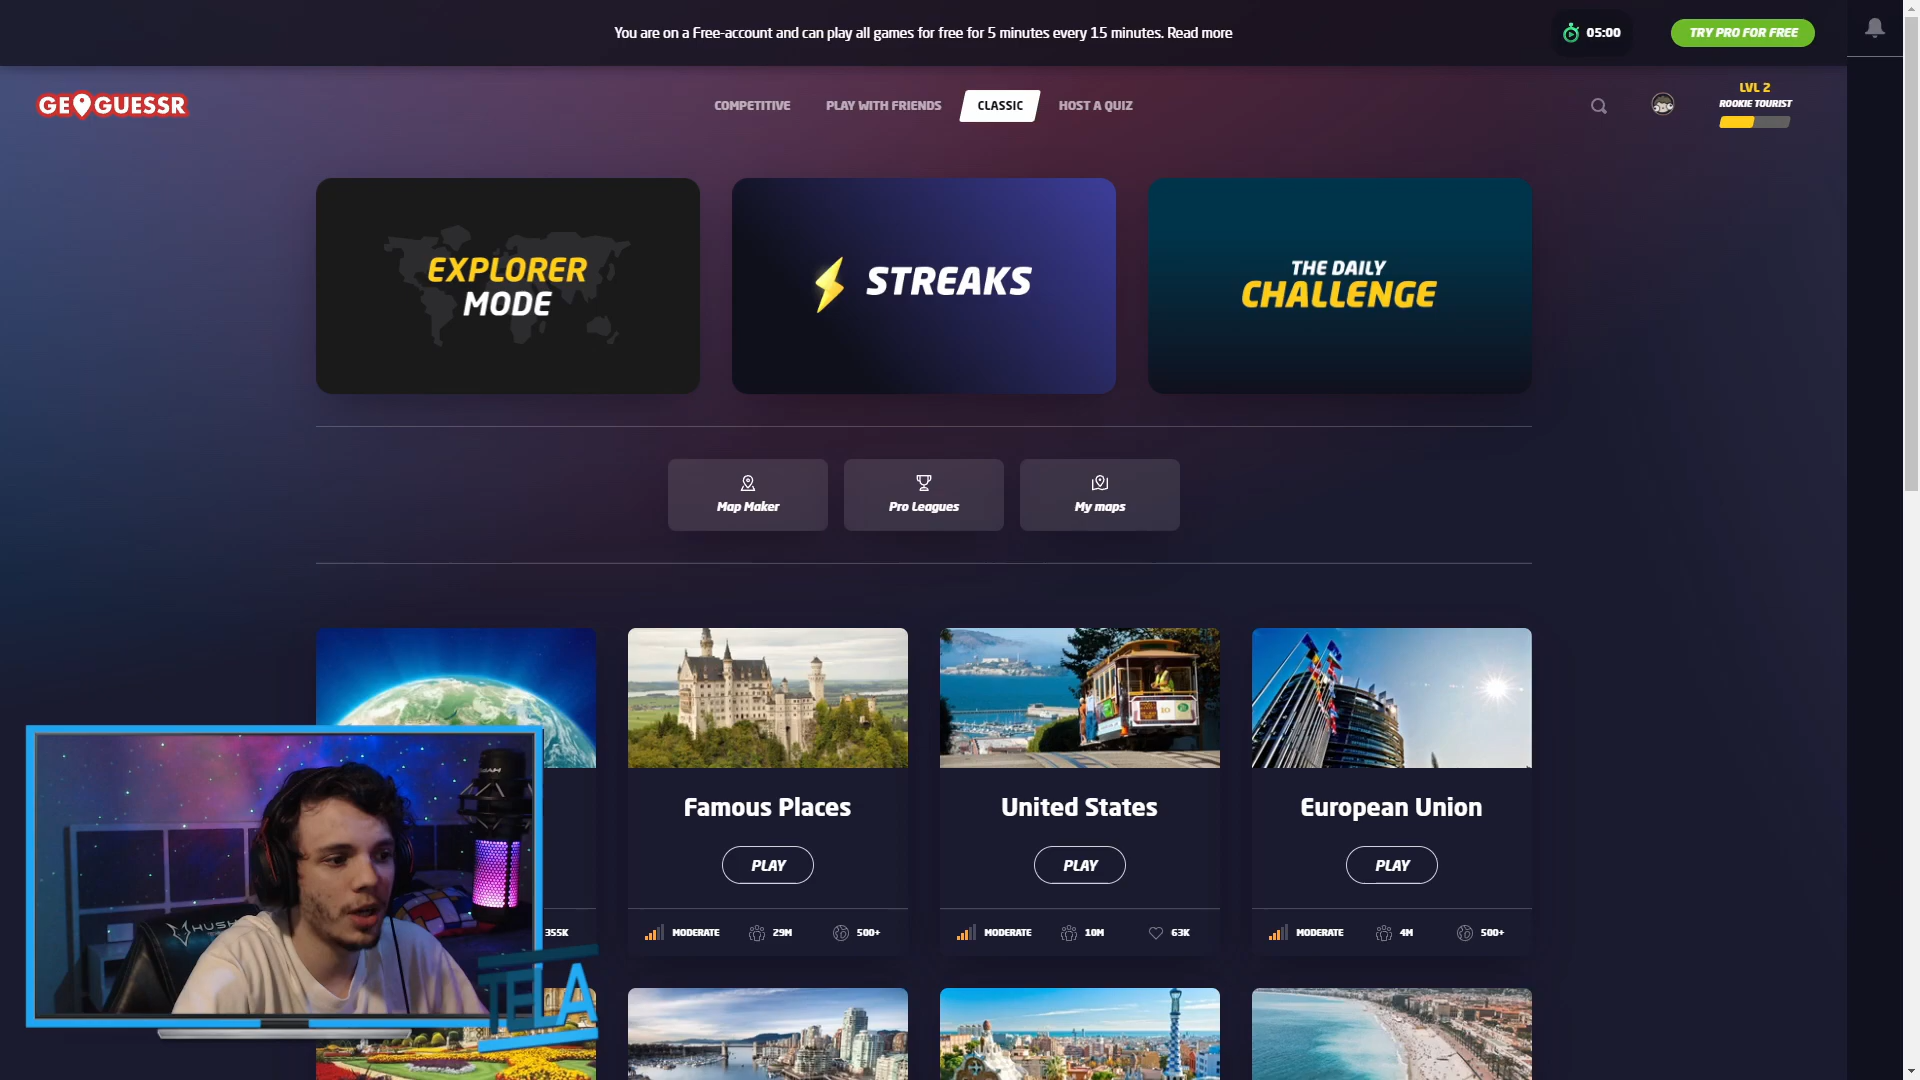 You are on a Free-account and can play all games for free for 5 minutes every 15 minutes. Read more
05:00
TRY PRO FOR FREE
GEOGUESSR
COMPETITIVE
PLAY WITH FRIENDS
CLASSIC
HOST A QUIZ
LVL 2
ROOKIE TOURIST
EXPLORER
MODE
STREAKS
THE DAILY
CHALLENGE
Map Maker
Pro Leagues
My maps
Famous Places
United States
European Union
PLAY
PLAY
PLAY
355K
MODERATE
29M
500+
MODERATE
10M
63K
MODERATE
4M
500+
HUSH
TELA